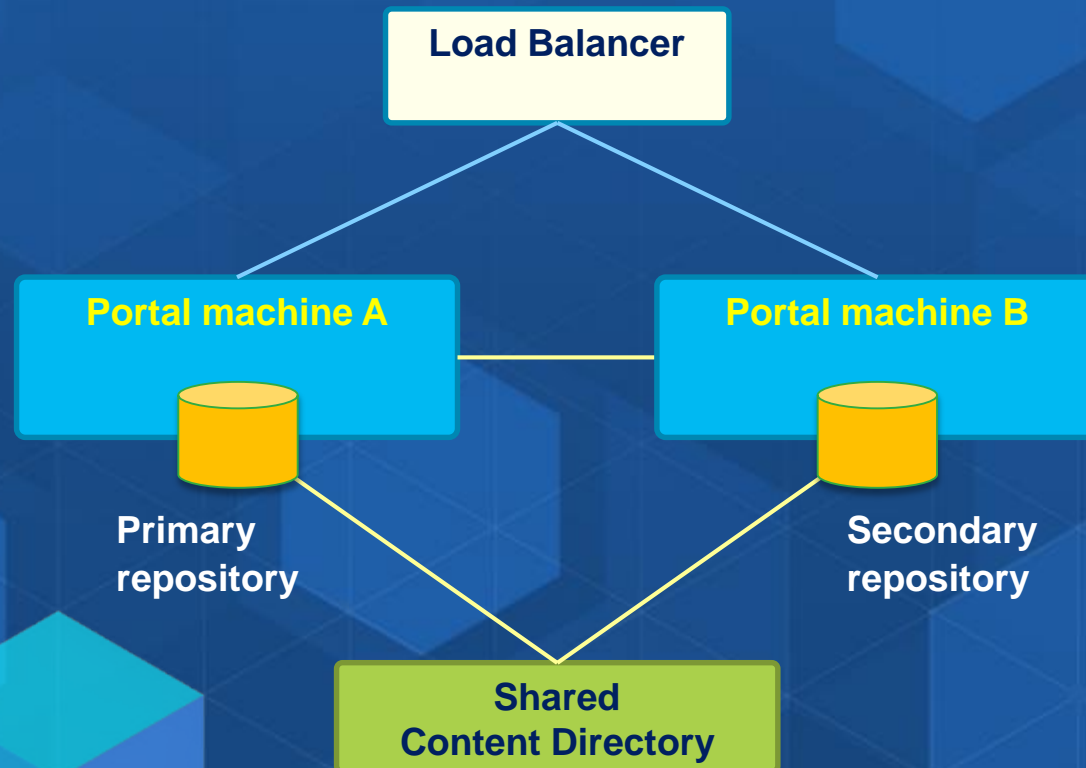 Load Balancer
Portal machine A
Portal machine B
Primary
repository
Secondary
repository
Shared
Content Directory